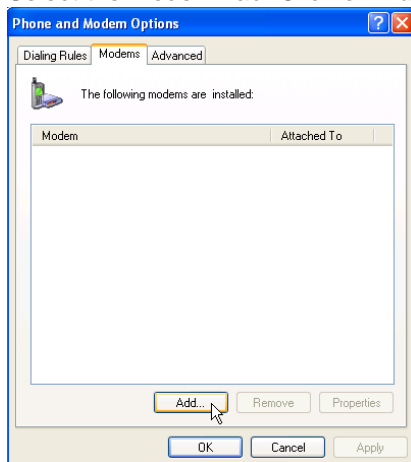 Phone and Modem Options
Dialing Rules Modems Advanced
The following modems are installed:
Modem Attached To
Add... Remove Properties
OK Cancel Apply